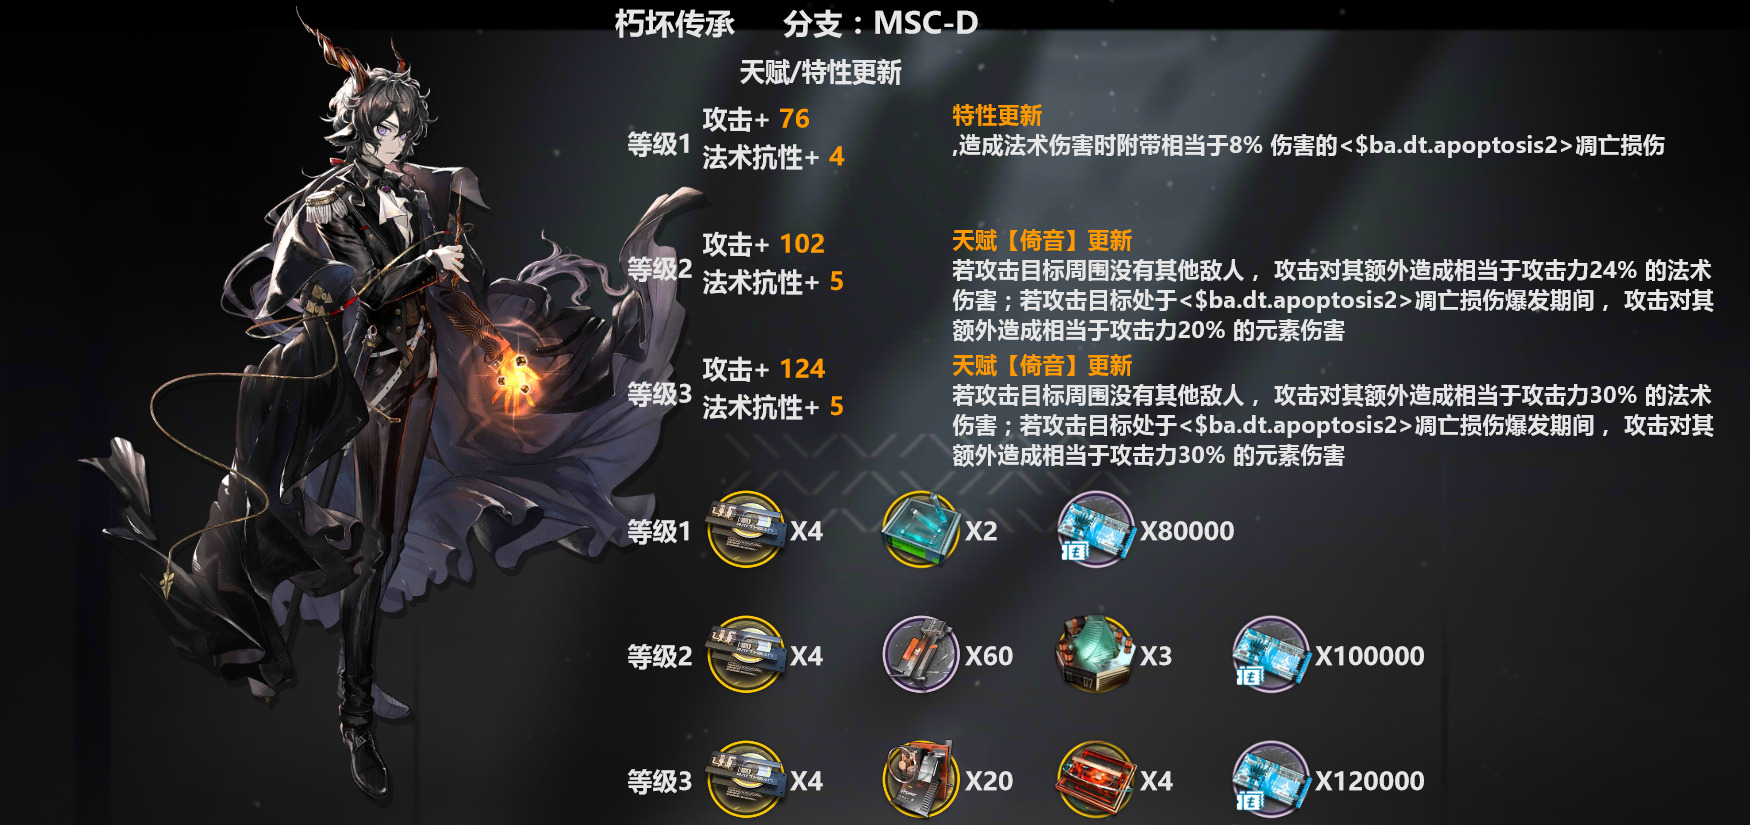 朽坏传承 分支：MSC-D
天赋/特性更新
等级1
攻击+ 76
法术抗性+ 4
特性更新
,造成法术伤害时附带相当于8% 伤害的<$ba.dt.apoptosis2>凋亡损伤
等级2
攻击+ 102
法术抗性+ 5
天赋【倚音】更新
若攻击目标周围没有其他敌人，攻击对其额外造成相当于攻击力24% 的法术
伤害；若攻击目标处于<$ba.dt.apoptosis2>凋亡损伤爆发期间，攻击对其
额外造成相当于攻击力20% 的元素伤害
等级3
攻击+ 124
法术抗性+ 5
天赋【倚音】更新
若攻击目标周围没有其他敌人，攻击对其额外造成相当于攻击力30% 的法术
伤害；若攻击目标处于<$ba.dt.apoptosis2>凋亡损伤爆发期间，攻击对其
额外造成相当于攻击力30% 的元素伤害
等级1 X4 X2 X80000
等级2 X4 X60 X3 X100000
等级3 X4 X20 X4 X120000